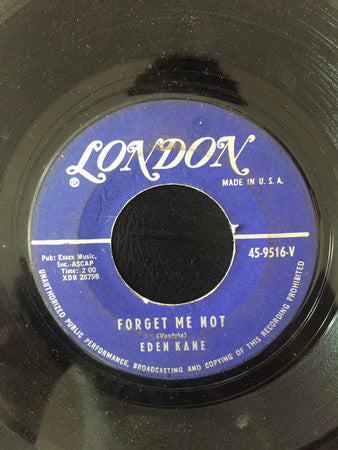 LONDON
MADE IN U. S. A.
Pub: Essex Music,
Inc.-ASCAP
Time: 2 00
XDR 28798
45-9516-V
FORGET ME NOT
(Vandyke)
EDEN KANE
UNAUTHORIZED PUBLIC PERFORMANCE, BROADCASTING AND COPYING OF THIS RECORDING PROHIBITED